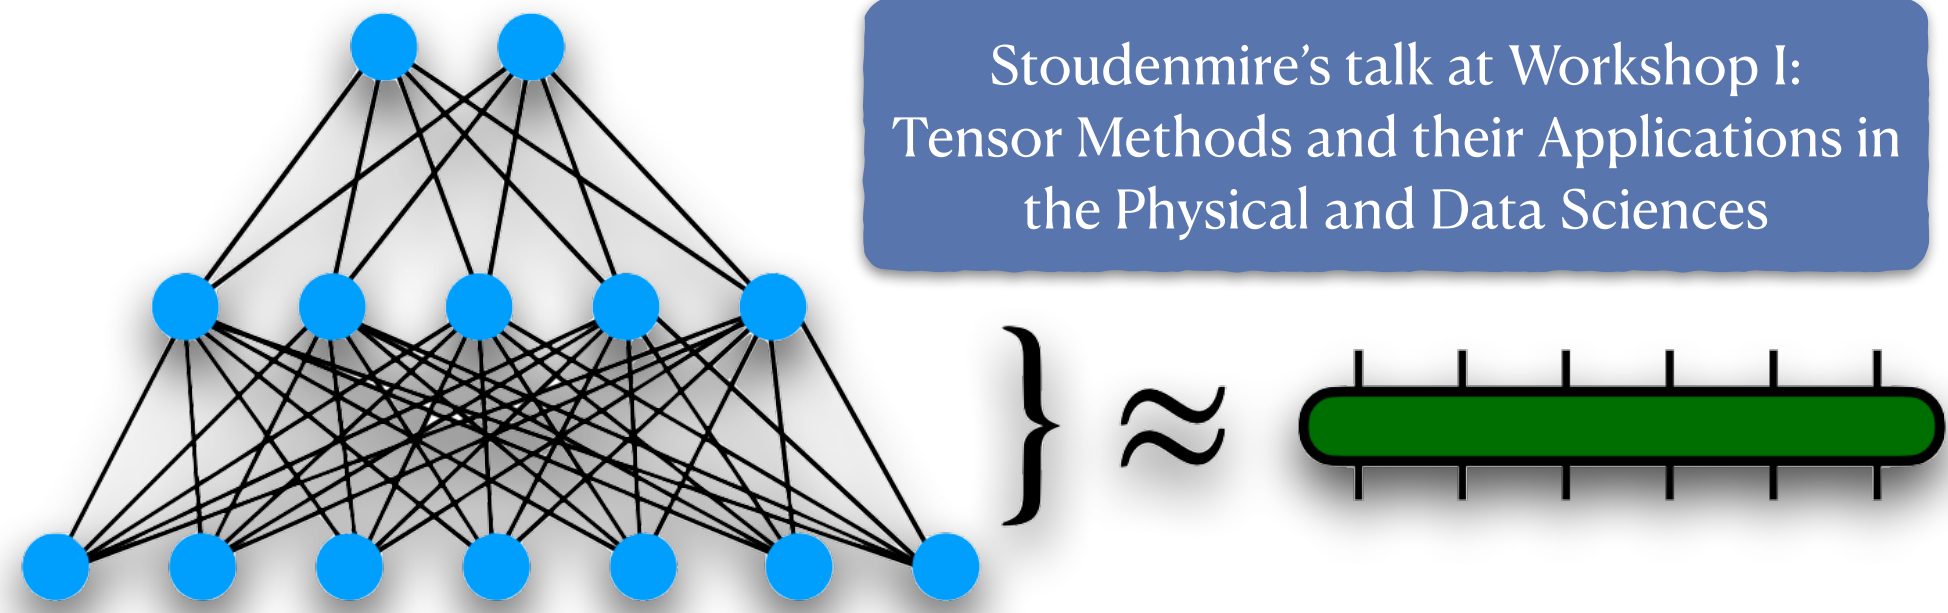 Stoudenmire’s talk at Workshop I:
Tensor Methods and their Applications in
the Physical and Data Sciences
} ≈